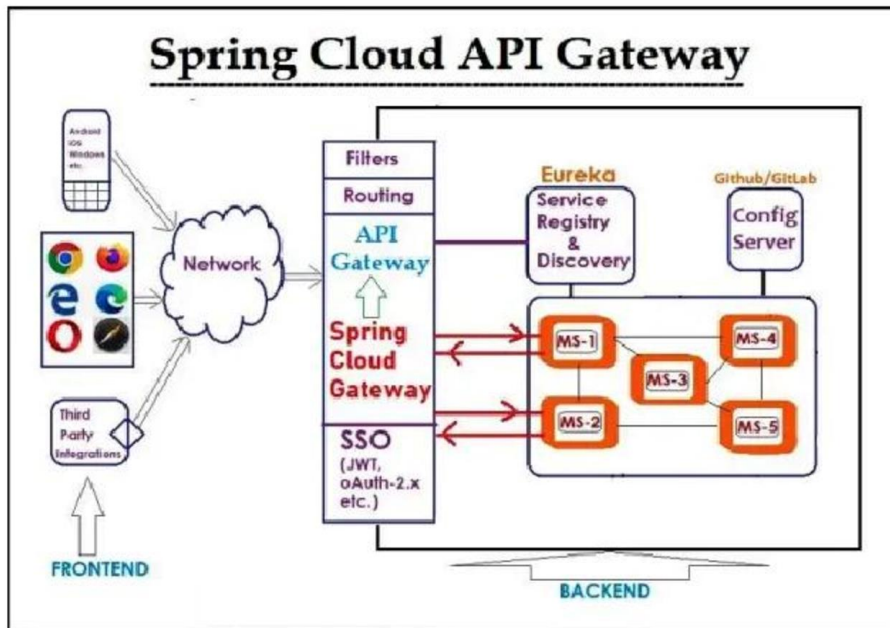 Spring Cloud API Gateway
Android
iOS
Windows
etc.
Network
Third
Party
Integrations
FRONTEND
Filters
Routing
API
Gateway
Spring
Cloud
Gateway
SSO
(JWT,
oAuth-2.x
etc.)
Eureka
Service
Registry
&
Discovery
Github/GitLab
Config
Server
MS-1
MS-4
MS-3
MS-2
MS-5
BACKEND